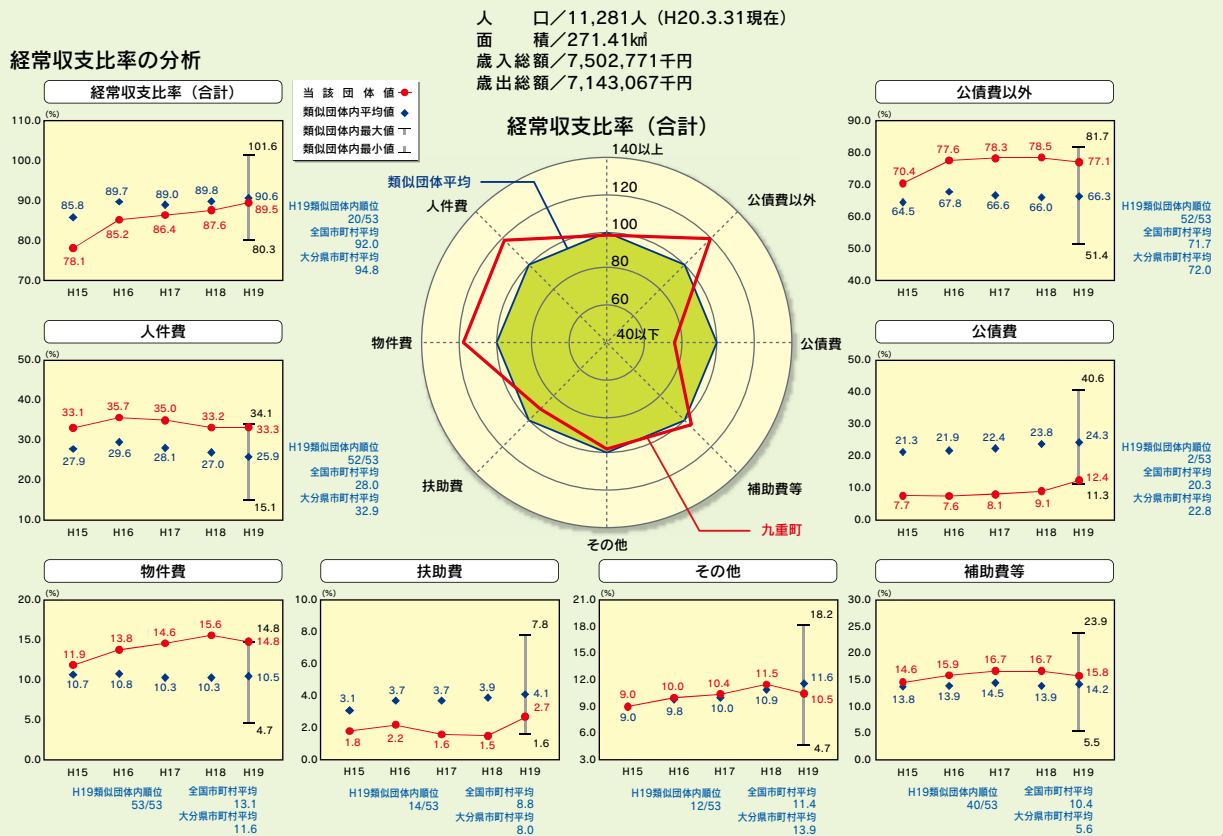 人　　口／11,281人（H20.3.31現在）
面　　積／271.41km²
歳入総額／7,502,771千円
歳出総額／7,143,067千円
経常収支比率の分析
当該団体値
類似団体内平均値
類似団体内最大値
類似団体内最小値
経常収支比率（合計）
(%)
110.0
100.0
90.0
80.0
70.0
85.8
89.7
89.0
89.8
90.6
78.1
85.2
86.4
87.6
89.5
101.6
80.3
H15 H16 H17 H18 H19
H19類似団体内順位
20/53
全国市町村平均
92.0
大分県市町村平均
94.8
経常収支比率（合計）
140以上
120
100
80
60
40以下
類似団体平均
人件費
公債費以外
物件費
公債費
扶助費
補助費等
その他
九重町
公債費以外
(%)
90.0
80.0
70.0
60.0
50.0
40.0
70.4
77.6
78.3
78.5
77.1
64.5
67.8
66.6
66.0
66.3
81.7
51.4
H15 H16 H17 H18 H19
H19類似団体内順位
52/53
全国市町村平均
71.7
大分県市町村平均
72.0
人件費
(%)
50.0
40.0
30.0
20.0
10.0
33.1
35.7
35.0
33.2
33.3
27.9
29.6
28.1
27.0
25.9
34.1
15.1
H15 H16 H17 H18 H19
H19類似団体内順位
52/53
全国市町村平均
28.0
大分県市町村平均
32.9
公債費
(%)
50.0
40.0
30.0
20.0
10.0
0.0
21.3
21.9
22.4
23.8
24.3
7.7
7.6
8.1
9.1
12.4
40.6
11.3
H15 H16 H17 H18 H19
H19類似団体内順位
2/53
全国市町村平均
20.3
大分県市町村平均
22.8
物件費
(%)
20.0
15.0
10.0
5.0
0.0
11.9
13.8
14.6
15.6
14.8
10.7
10.8
10.3
10.3
10.5
14.8
4.7
H15 H16 H17 H18 H19
H19類似団体内順位
53/53
全国市町村平均
13.1
大分県市町村平均
11.6
扶助費
(%)
10.0
8.0
6.0
4.0
2.0
0.0
3.1
3.7
3.7
3.9
4.1
1.8
2.2
1.6
1.5
2.7
7.8
1.6
H15 H16 H17 H18 H19
H19類似団体内順位
14/53
全国市町村平均
8.8
大分県市町村平均
8.0
その他
(%)
21.0
18.0
15.0
12.0
9.0
6.0
3.0
9.0
10.0
10.4
11.5
10.5
9.0
9.8
10.0
10.9
11.6
18.2
4.7
H15 H16 H17 H18 H19
H19類似団体内順位
12/53
全国市町村平均
11.4
大分県市町村平均
13.9
補助費等
(%)
30.0
25.0
20.0
15.0
10.0
5.0
0.0
14.6
15.9
16.7
16.7
15.8
13.8
13.9
14.5
13.9
14.2
23.9
5.5
H15 H16 H17 H18 H19
H19類似団体内順位
40/53
全国市町村平均
10.4
大分県市町村平均
5.6